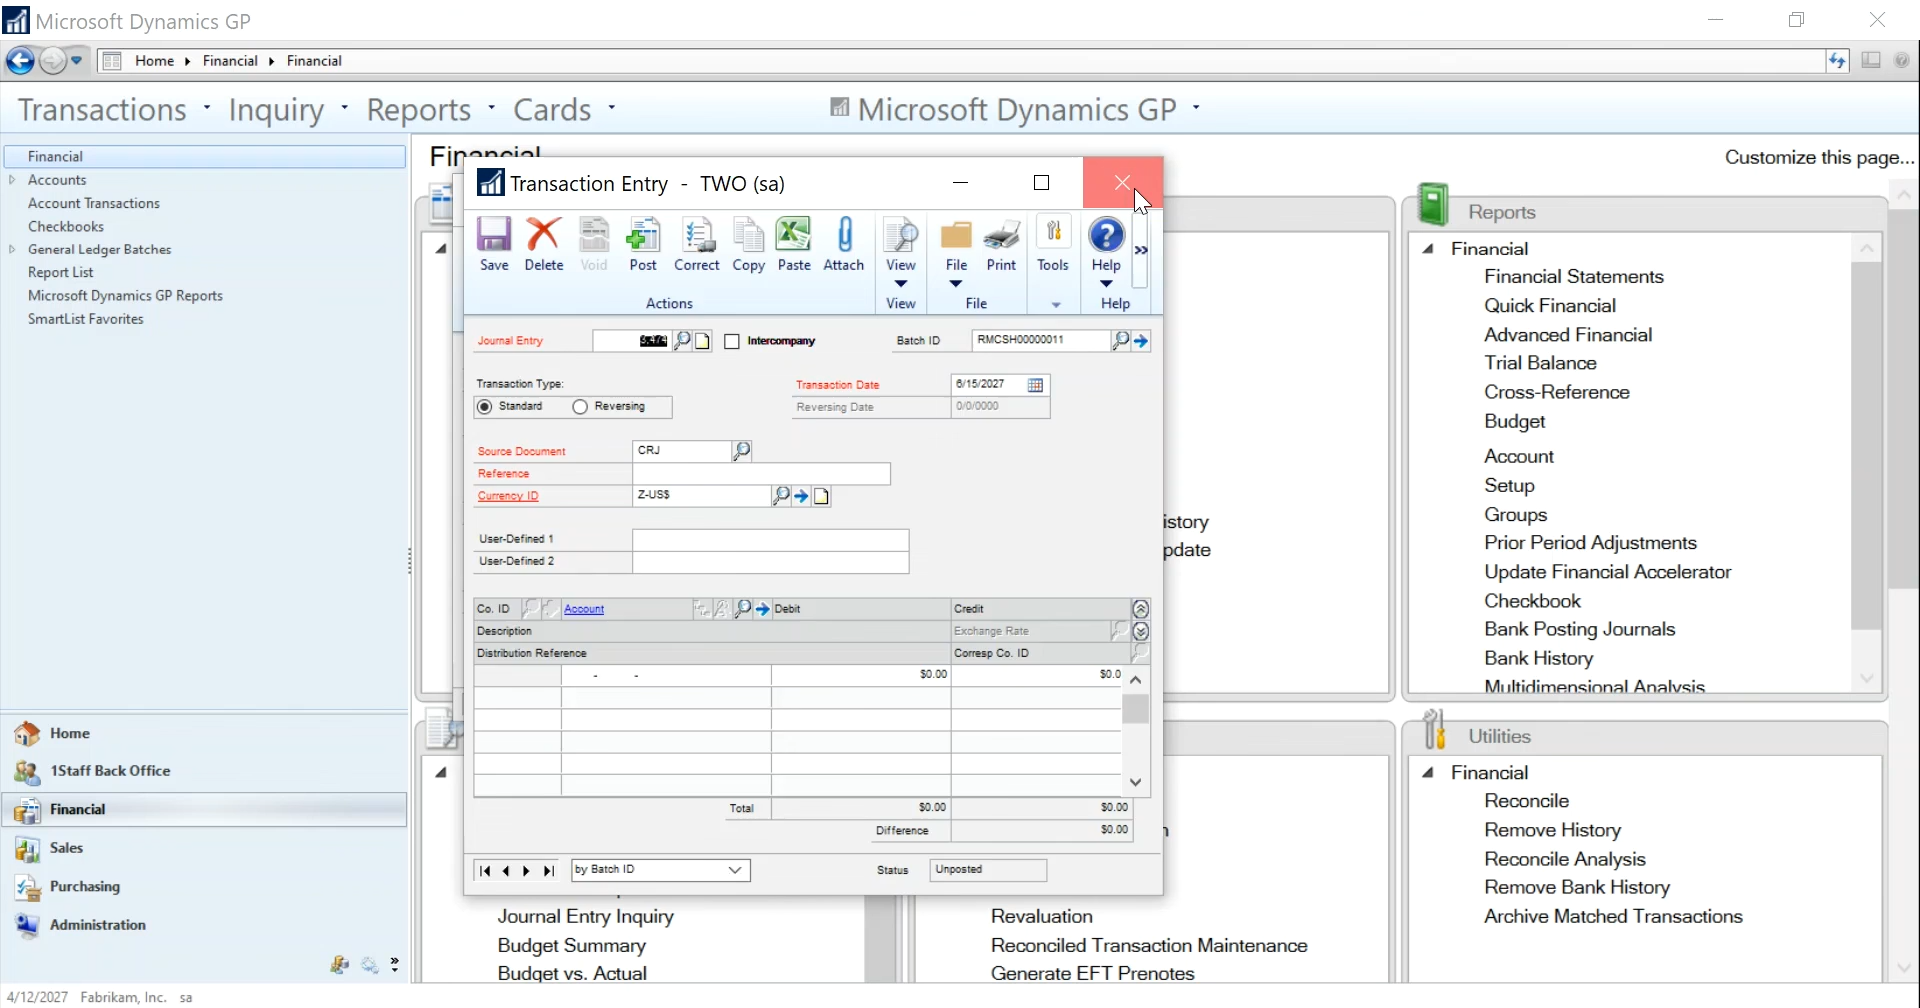 Microsoft Dynamics GP
Home Financial Financial
Transactions Inquiry Reports Cards Microsoft Dynamics GP
Financial
Accounts
Account Transactions
Checkbooks
General Ledger Batches
Report List
Microsoft Dynamics GP Reports
SmartList Favorites
Home
1Staff Back Office
Financial
Sales
Purchasing
Administration
Financial
Customize this page...
Transaction Entry - TWO (sa)
Save Delete Void Post Correct Copy Paste Attach View File Print Tools Help
Actions View File Help
Journal Entry Intercompany Batch ID RMCSH00000011
Transaction Type:
Standard Reversing
Transaction Date 6/15/2027
Reversing Date 0/0/0000
Source Document CRJ
Reference
Currency ID Z-US$
User-Defined 1
User-Defined 2
Co. ID Account Debit Credit
Description Exchange Rate
Distribution Reference Corresp Co. ID
- - $0.00 $0.0
Total $0.00 $0.00
Difference $0.00
by Batch ID Status Unposted
istory
pdate
n
Journal Entry Inquiry
Budget Summary
Budget vs. Actual
Revaluation
Reconciled Transaction Maintenance
Generate EFT Prenotes
Reports
Financial
Financial Statements
Quick Financial
Advanced Financial
Trial Balance
Cross-Reference
Budget
Account
Setup
Groups
Prior Period Adjustments
Update Financial Accelerator
Checkbook
Bank Posting Journals
Bank History
Multidimensional Analysis
Utilities
Financial
Reconcile
Remove History
Reconcile Analysis
Remove Bank History
Archive Matched Transactions
4/12/2027 Fabrikam, Inc. sa